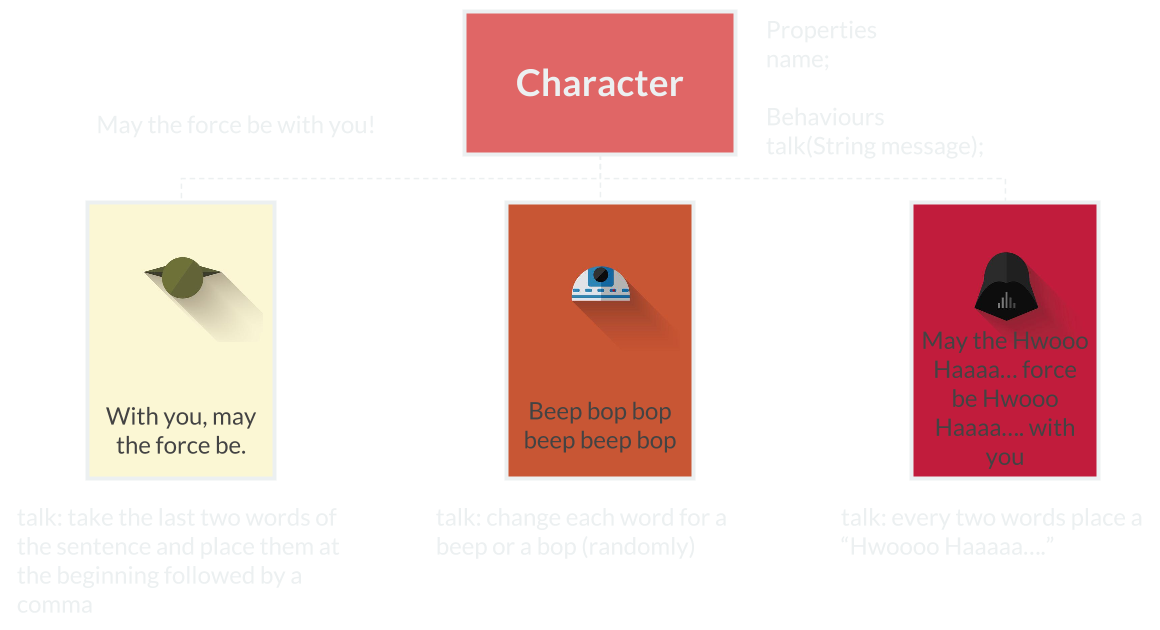 Character
Properties
name;
Behaviours
talk(String message);
May the force be with you!
With you, may
the force be.
Beep bop bop
beep beep bop
May the Hwooo
Haaaa... force
be Hwooo
Haaaa.... with
you
talk: take the last two words of
the sentence and place them at
the beginning followed by a
comma
talk: change each word for a
beep or a bop (randomly)
talk: every two words place a
“Hwoooo Haaaaa....”